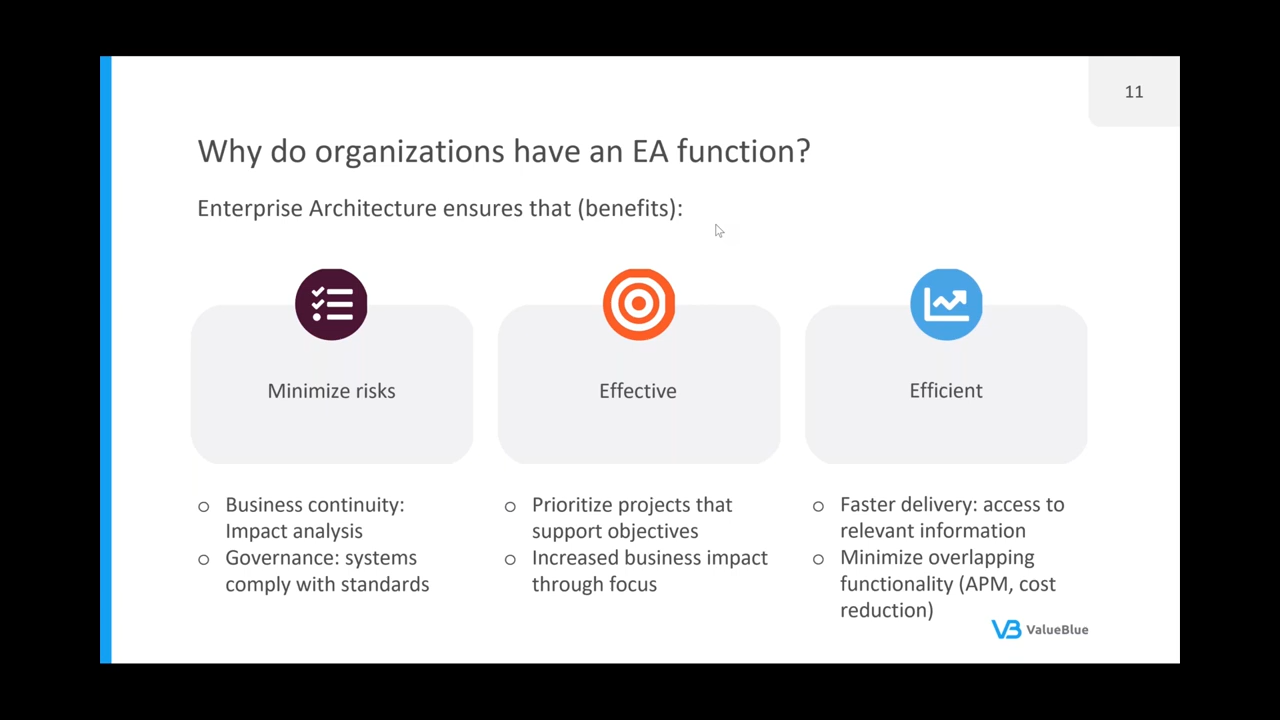 11
Why do organizations have an EA function?
Enterprise Architecture ensures that (benefits):
Minimize risks
Effective
Efficient
o Business continuity:
Impact analysis
o Governance: systems
comply with standards
o Prioritize projects that
support objectives
o Increased business impact
through focus
o Faster delivery: access to
relevant information
o Minimize overlapping
functionality (APM, cost
reduction)
VB ValueBlue